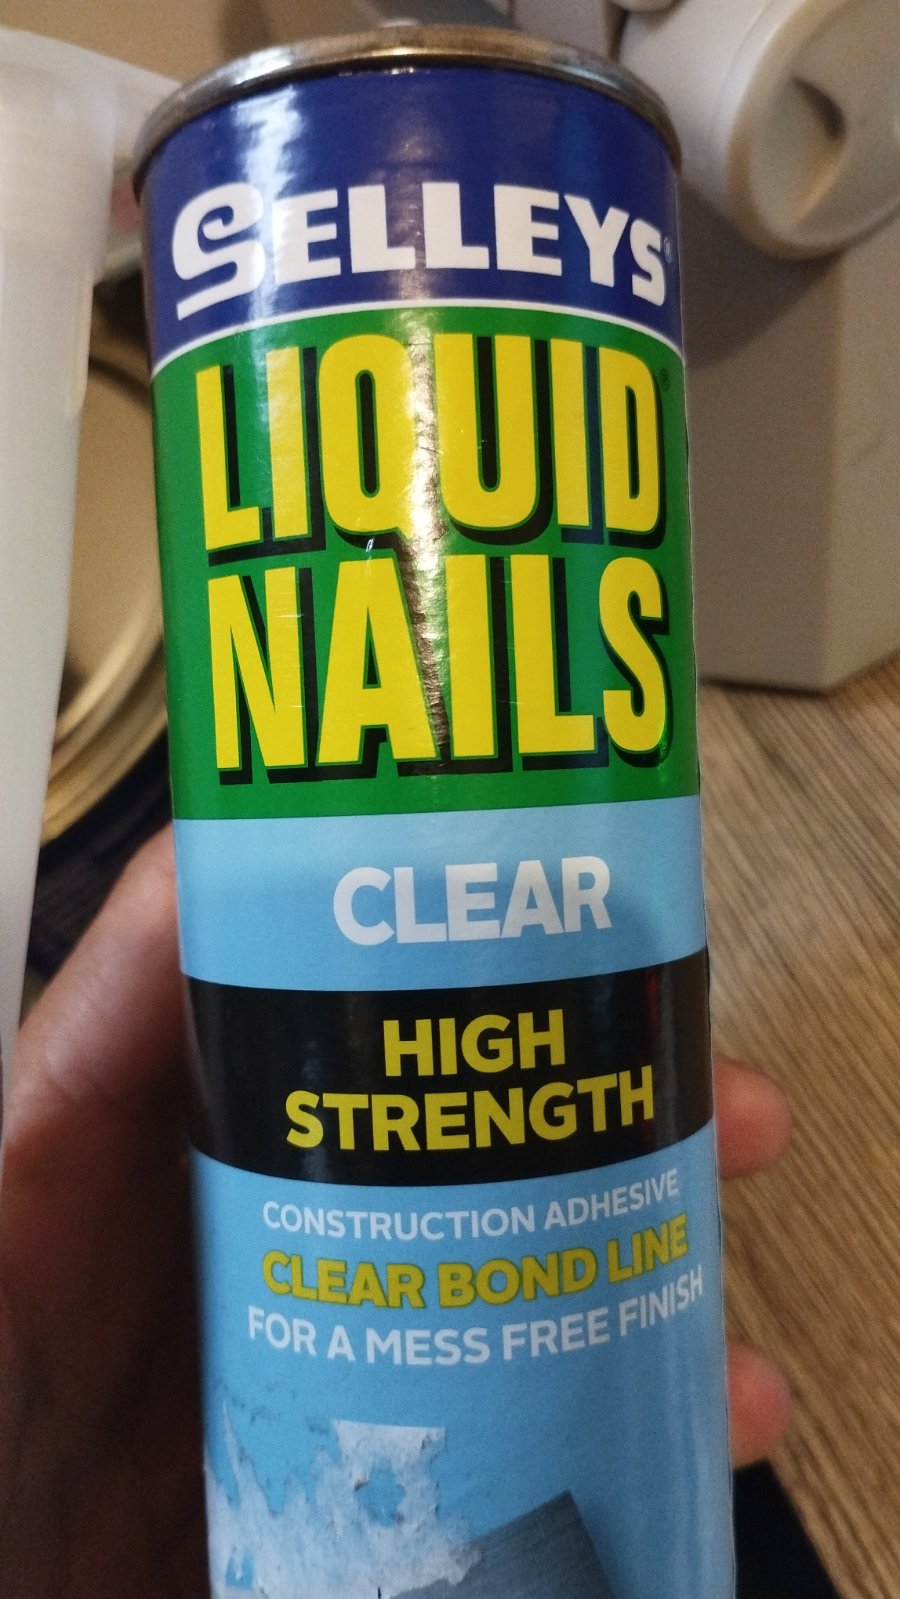 SELLEYS®
LIQUID®
NAILS
CLEAR
HIGH
STRENGTH
CONSTRUCTION ADHESIVE
CLEAR BOND LINE
FOR A MESS FREE FINISH